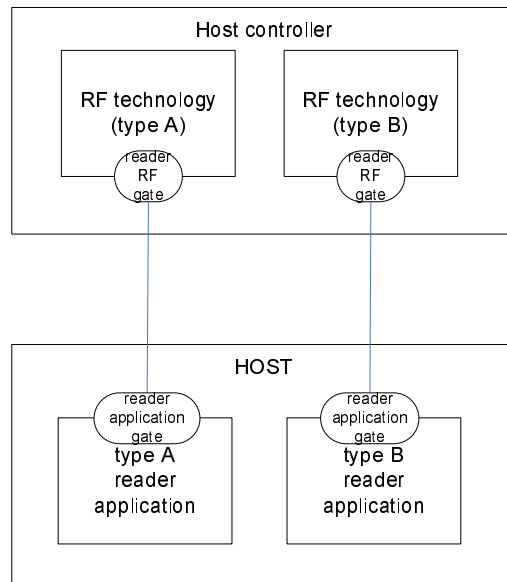 Host controller
RF technology
(type A)
reader
RF
gate
RF technology
(type B)
reader
RF
gate
HOST
reader
application
gate
type A
reader
application
reader
application
gate
type B
reader
application